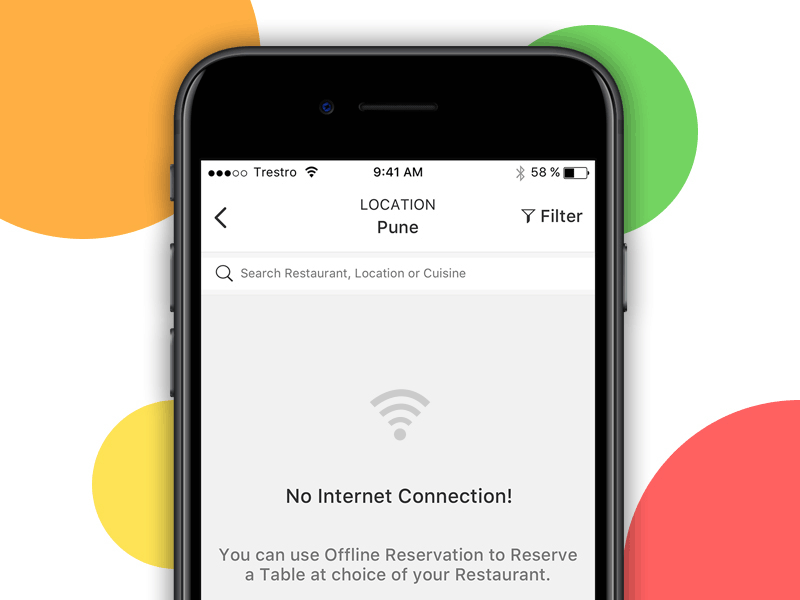 Trestro 9:41 AM 58 %
LOCATION
Pune
Filter
Search Restaurant, Location or Cuisine
No Internet Connection!
You can use Offline Reservation to Reserve
a Table at choice of your Restaurant.